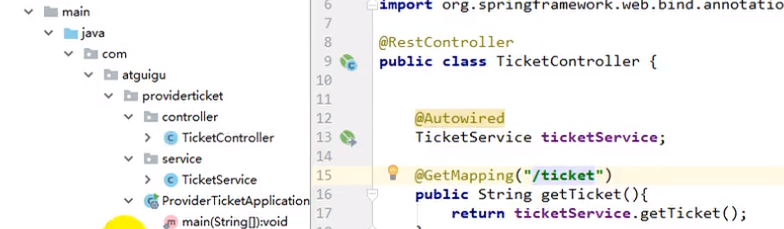 main
java
com
atguigu
providerticket
controller
TicketController
service
TicketService
ProviderTicketApplication
main(String[]):void
6 import org.springframework.web.bind.annotatio
7
8 @RestController
9 public class TicketController {
10
11
12 @Autowired
13 TicketService ticketService;
14
15 @GetMapping("/ticket")
16 public String getTicket(){
17 return ticketService.getTicket();